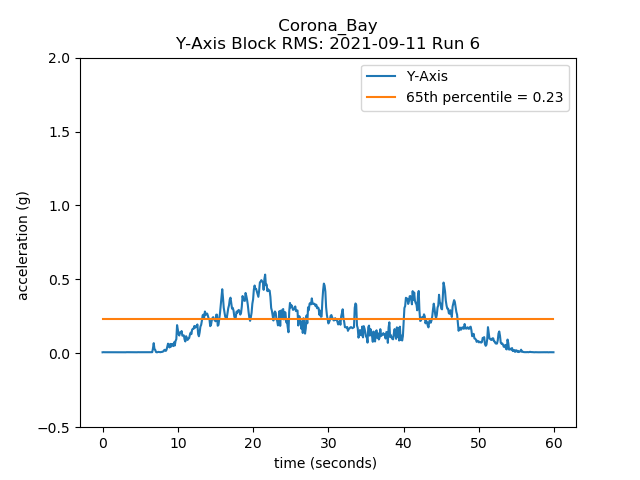 Corona_Bay
Y-Axis Block RMS: 2021-09-11 Run 6
Y-Axis
65th percentile = 0.23
2.0
1.5
1.0
0.5
0.0
−0.5
acceleration (g)
0 10 20 30 40 50 60
time (seconds)